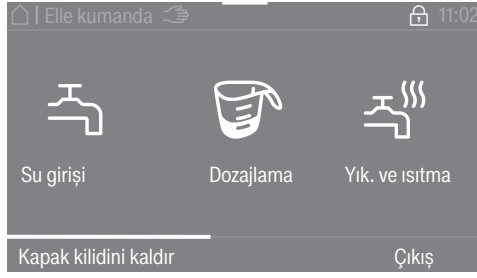 | Elle kumanda 11:02
Su girişi Dozajlama Yık. ve ısıtma
Kapak kilidini kaldır Çıkış